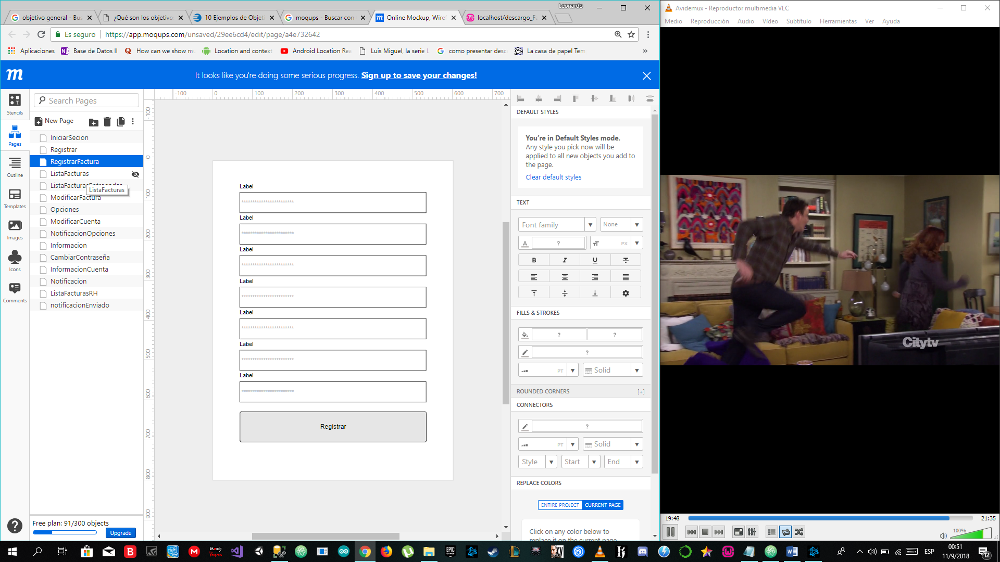 Leonardo
objetivo general - Bus
¿Qué son los objetivo
10 Ejemplos de Objeti
moqups - Buscar con
Online Mockup, Wiref
localhost/descargo_Fa
Es seguro
https://app.moqups.com/unsaved/29ee6cd4/edit/page/a4e732642
Aplicaciones
Base de Datos II
How can we show mu
Location and context
Android Location Rea
Luis Miguel, la serie L
como presentar desc
La casa de papel Tem
It looks like you're doing some serious progress. Sign up to save your changes!
Stencils
Pages
Outline
Templates
Images
Icons
Comments
Search Pages
New Page
IniciarSecion
Registrar
RegistrarFactura
ListaFacturas
ListaFacturasEntregadas
ListaFacturas
ModificarFactura
Opciones
ModificarCuenta
NotificacionOpciones
Informacion
CambiarContraseña
InformacionCuenta
Notificacion
ListaFacturasRH
notificacionEnviado
Free plan: 91/300 objects
Upgrade
-100 0 100 200 300 400 500 600 700
-100
0
100
200
300
400
500
600
700
800
900
Label
************************
Label
************************
Label
************************
Label
************************
Label
************************
Label
************************
Label
************************
Registrar
DEFAULT STYLES
You're in Default Styles mode.
Any style you pick now will be
applied to all new objects you add to
the page.
Clear default styles
TEXT
Font family
None
A ?
TT PX
B I U
FILLS & STROKES
? ?
?
PT Solid
ROUNDED CORNERS [+]
CONNECTORS
?
PT Solid
Style Start End
REPLACE COLORS
ENTIRE PROJECT CURRENT PAGE
Click on any color below to
replace it on the current page
Avidemux - Reproductor multimedia VLC
Medio Reproducción Audio Vídeo Subtítulo Herramientas Ver Ayuda
Citytv
19:48
21:35
100%
ESP
00:51
11/9/2018
12